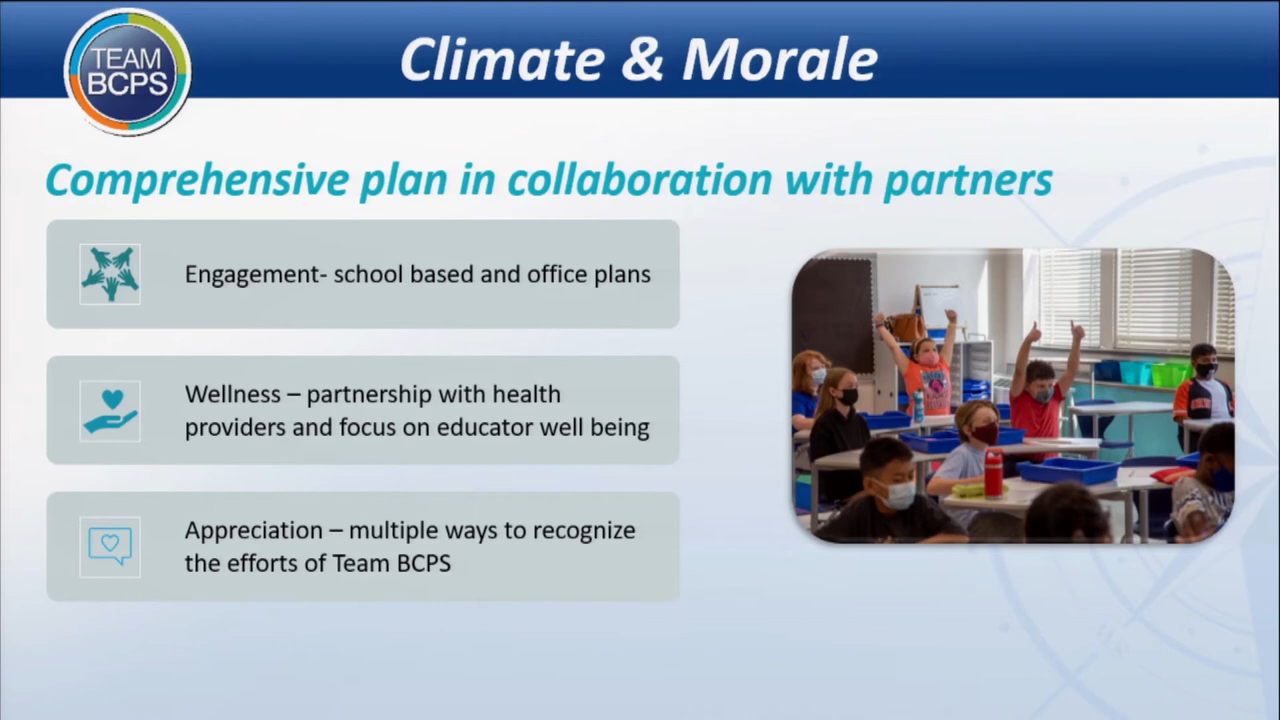 TEAM
BCPS
Climate & Morale
Comprehensive plan in collaboration with partners
Engagement- school based and office plans
Wellness – partnership with health
providers and focus on educator well being
Appreciation – multiple ways to recognize
the efforts of Team BCPS